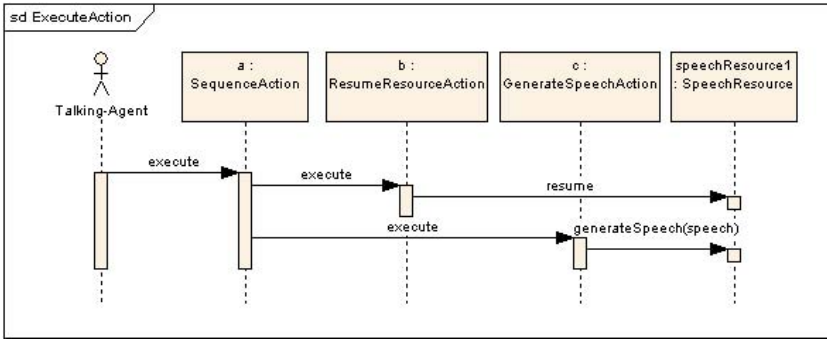 sd ExecuteAction
Talking-Agent
a :
SequenceAction
b :
ResumeResourceAction
c :
GenerateSpeechAction
speechResource1
: SpeechResource
execute
execute
resume
execute
generateSpeech(speech)